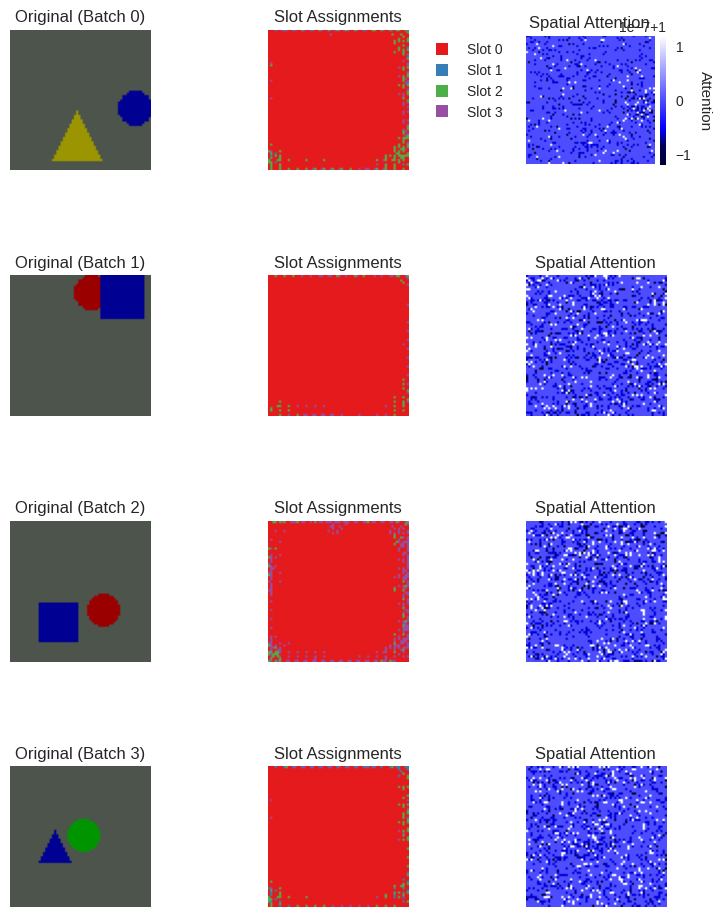 Original (Batch 0)
Slot Assignments
Slot 0
Slot 1
Slot 2
Slot 3
Spatial Attention
1e−7+1
1
0
−1
Attention
Original (Batch 1)
Slot Assignments
Spatial Attention
Original (Batch 2)
Slot Assignments
Spatial Attention
Original (Batch 3)
Slot Assignments
Spatial Attention